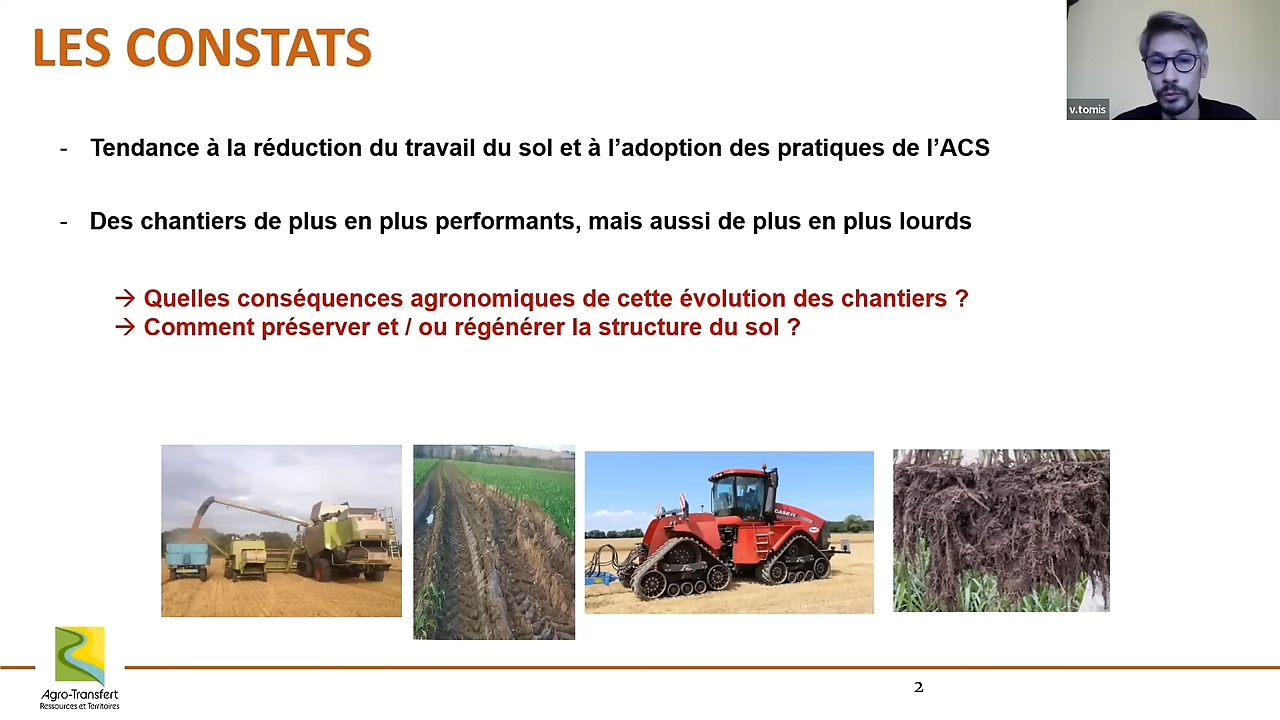 LES CONSTATS
v.tomis
- Tendance à la réduction du travail du sol et à l’adoption des pratiques de l’ACS
- Des chantiers de plus en plus performants, mais aussi de plus en plus lourds
→ Quelles conséquences agronomiques de cette évolution des chantiers ?
→ Comment préserver et / ou régénérer la structure du sol ?
CASE IH
Agro-Transfert
Ressources et Territoires
2